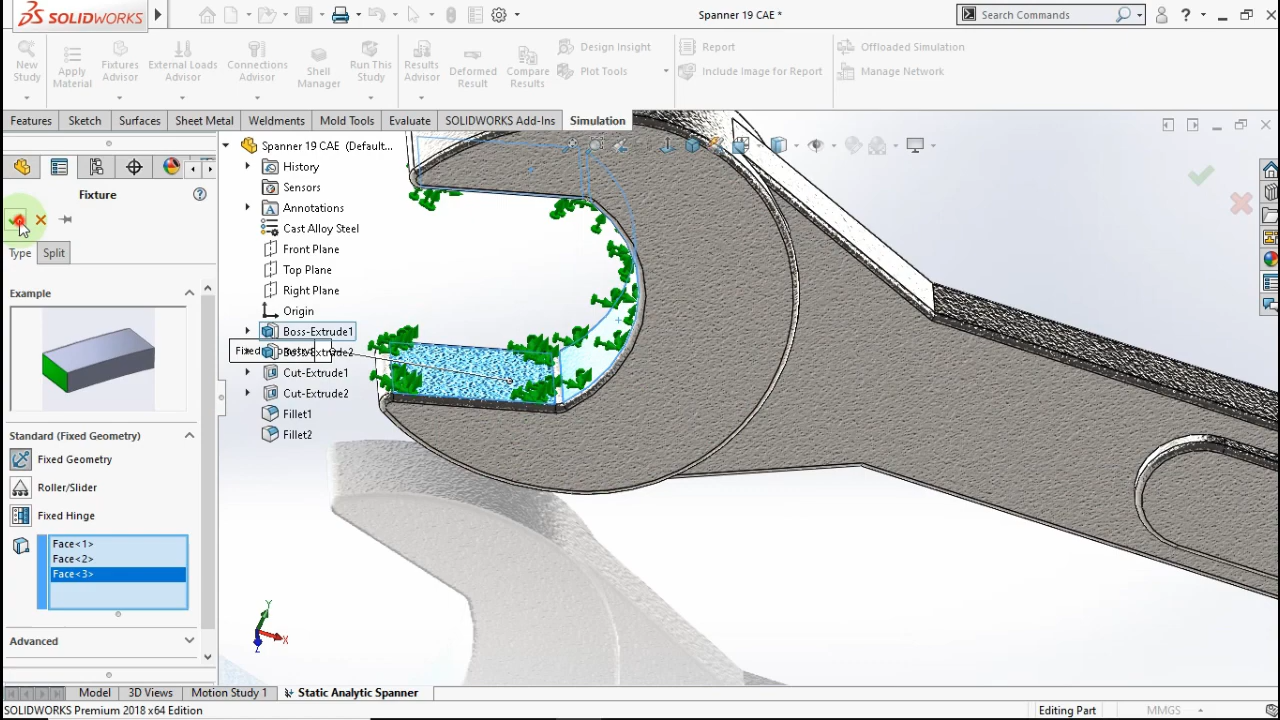 SOLIDWORKS
Spanner 19 CAE *
Search Commands
New Study
Apply Material
Fixtures Advisor
External Loads Advisor
Connections Advisor
Shell Manager
Run This Study
Results Advisor
Deformed Result
Compare Results
Design Insight
Plot Tools
Report
Include Image for Report
Offloaded Simulation
Manage Network
Features
Sketch
Surfaces
Sheet Metal
Weldments
Mold Tools
Evaluate
SOLIDWORKS Add-Ins
Simulation
Fixture
Type
Split
Example
Standard (Fixed Geometry)
Fixed Geometry
Roller/Slider
Fixed Hinge
Face<1>
Face<2>
Face<3>
Advanced
Spanner 19 CAE (Default...
History
Sensors
Annotations
Cast Alloy Steel
Front Plane
Top Plane
Right Plane
Origin
Boss-Extrude1
Boss-Extrude2
Cut-Extrude1
Cut-Extrude2
Fillet1
Fillet2
Y
X
Z
Model
3D Views
Motion Study 1
Static Analytic Spanner
SOLIDWORKS Premium 2018 x64 Edition
Editing Part
MMGS